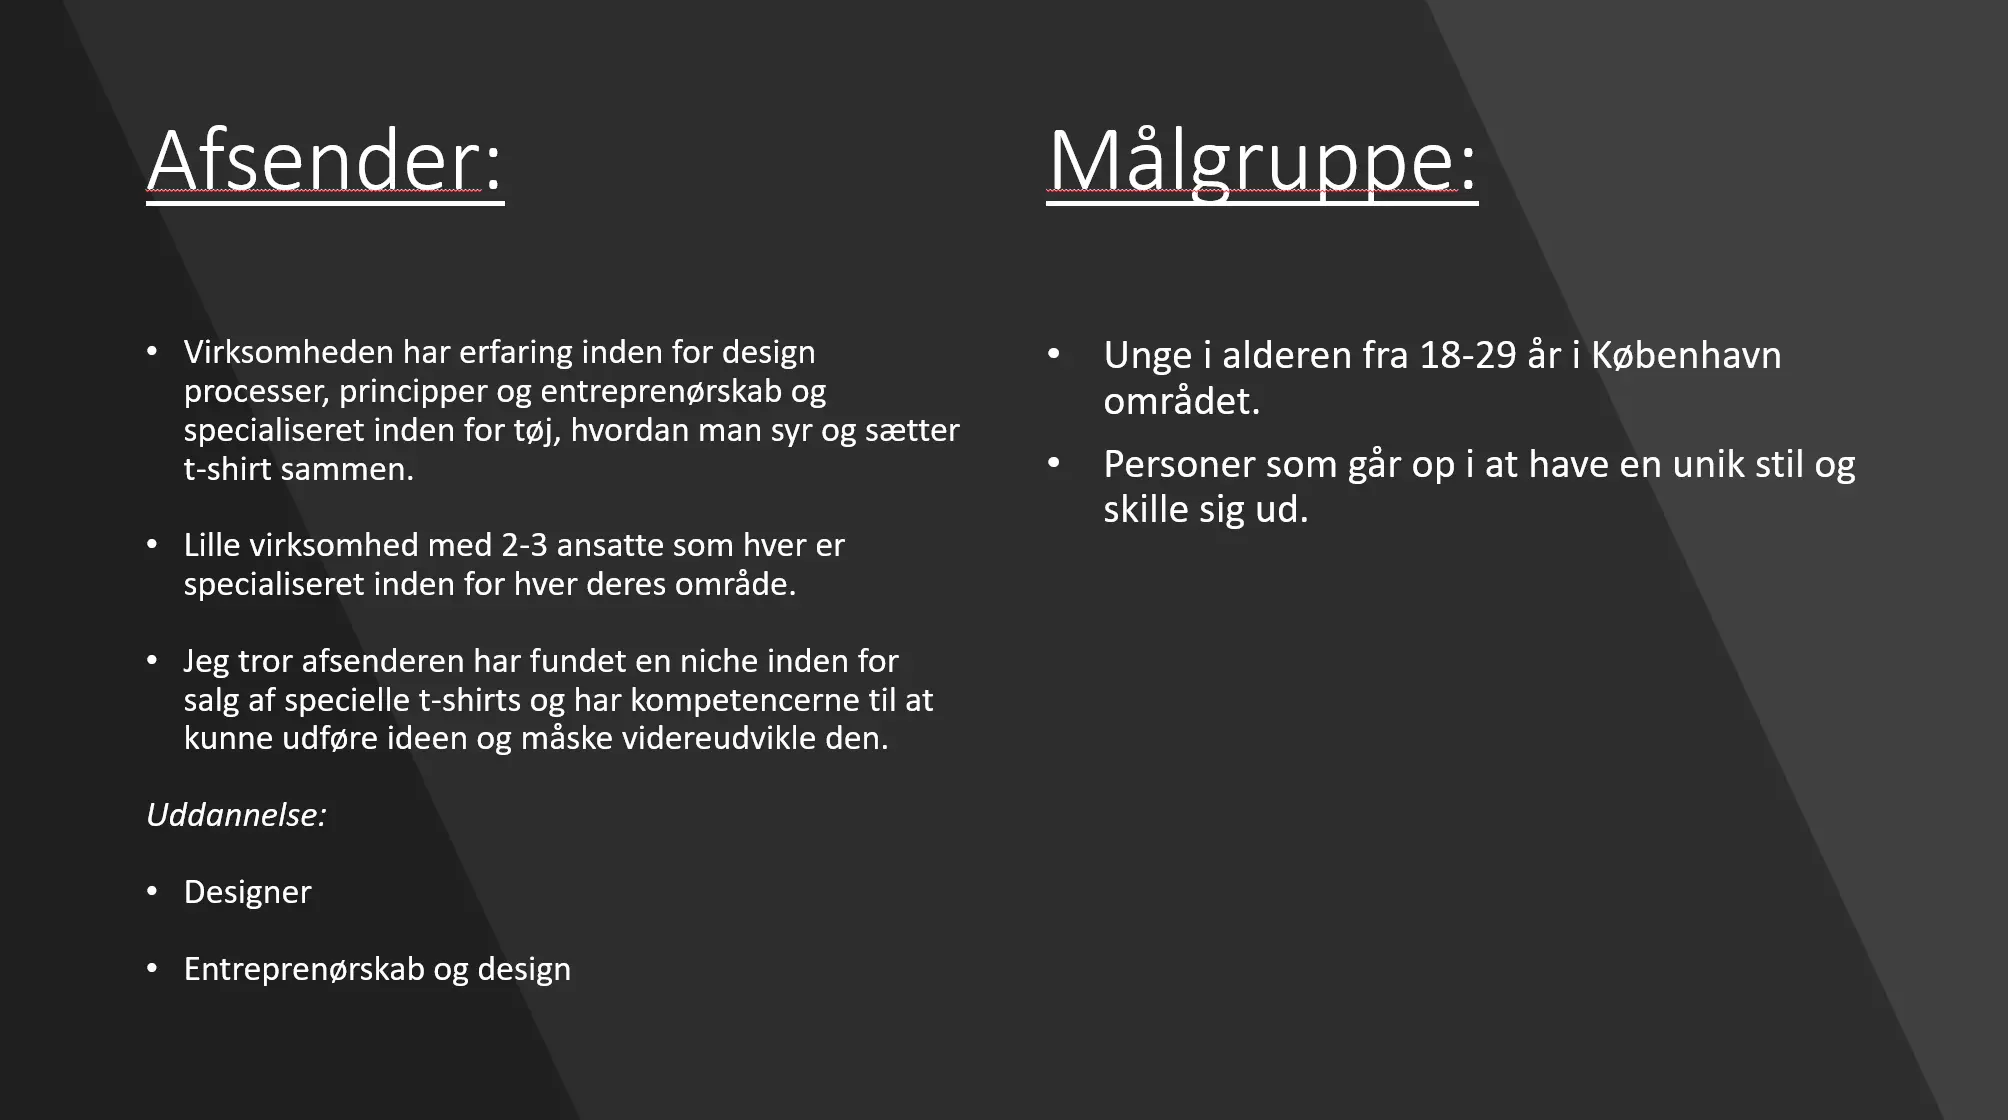 Afsender:
• Virksomheden har erfaring inden for design
processer, principper og entreprenørskab og
specialiseret inden for tøj, hvordan man syr og sætter
t-shirt sammen.
• Lille virksomhed med 2-3 ansatte som hver er
specialiseret inden for hver deres område.
• Jeg tror afsenderen har fundet en niche inden for
salg af specielle t-shirts og har kompetencerne til at
kunne udføre ideen og måske videreudvikle den.
Uddannelse:
• Designer
• Entreprenørskab og design
Målgruppe:
• Unge i alderen fra 18-29 år i København
området.
• Personer som går op i at have en unik stil og
skille sig ud.